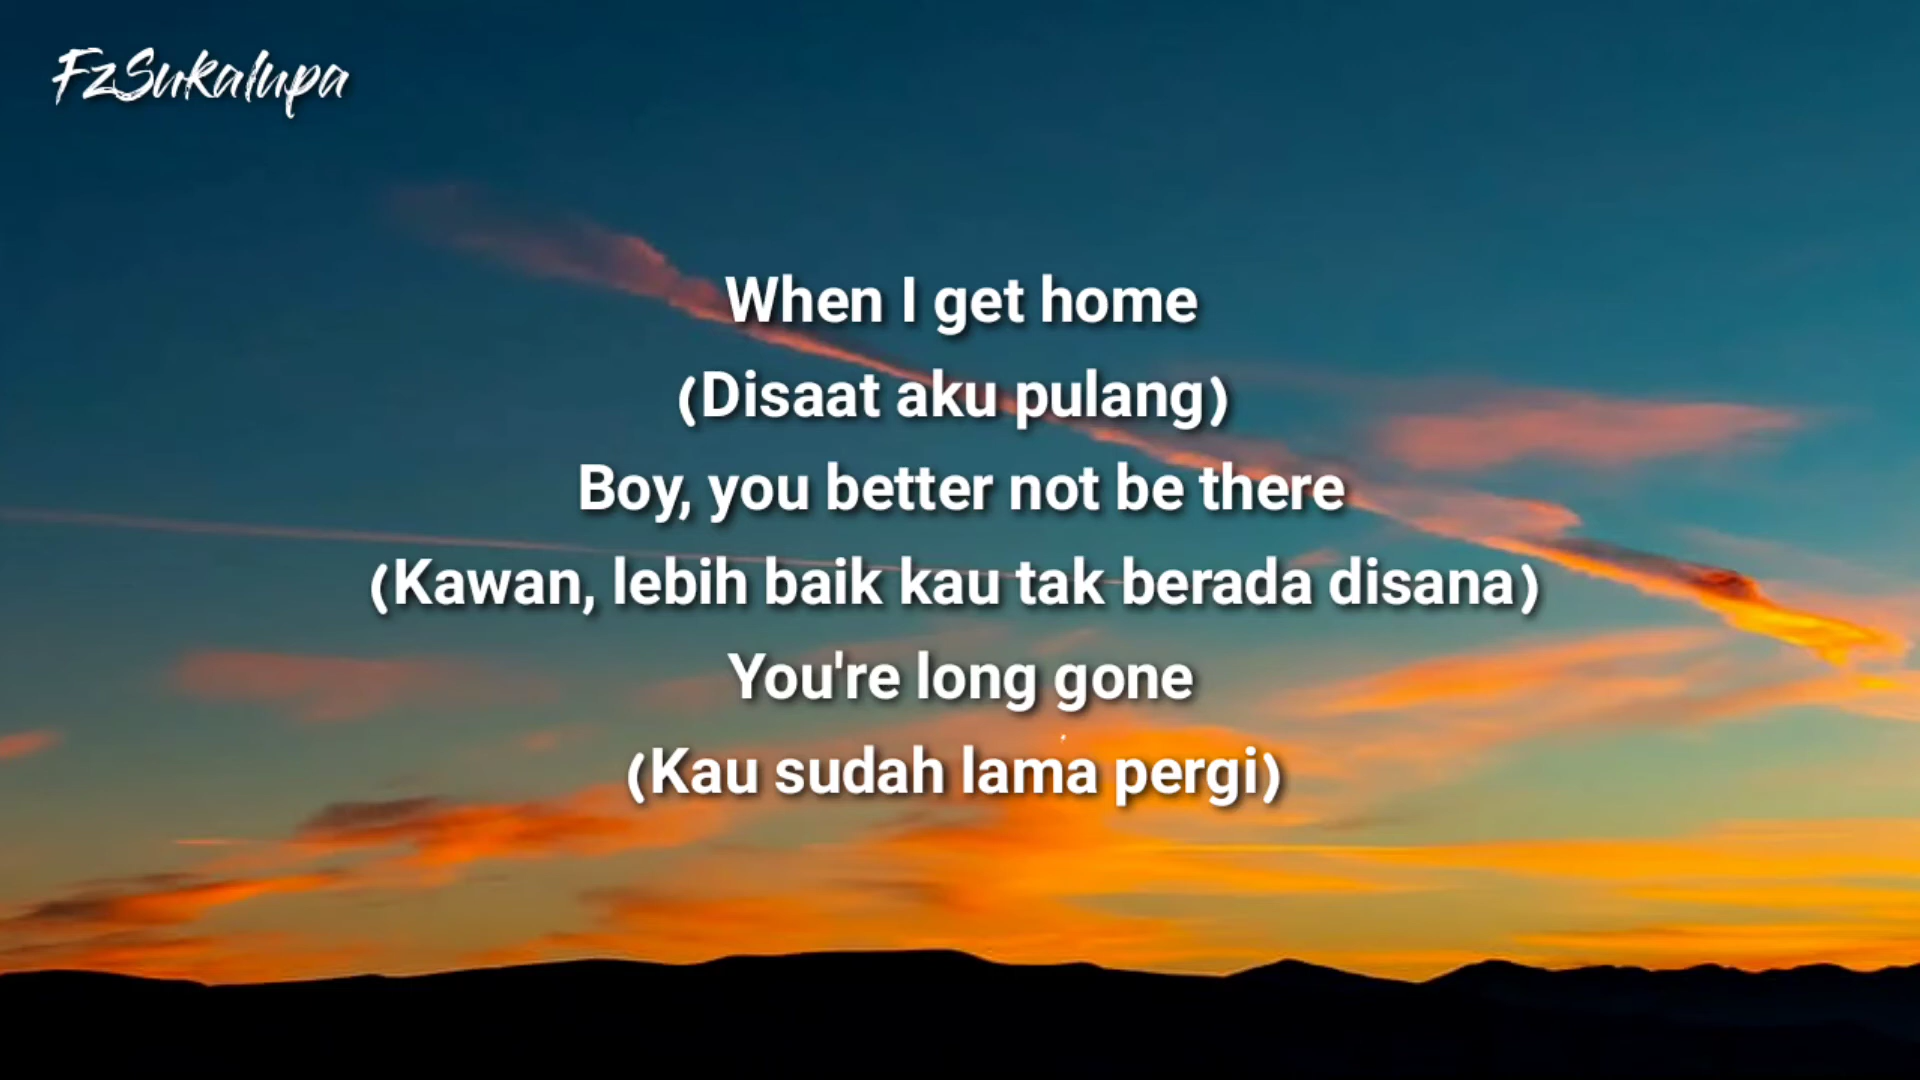 FzSukalupa
When I get home
(Disaat aku pulang)
Boy, you better not be there
(Kawan, lebih baik kau tak berada disana)
You're long gone
(Kau sudah lama pergi)